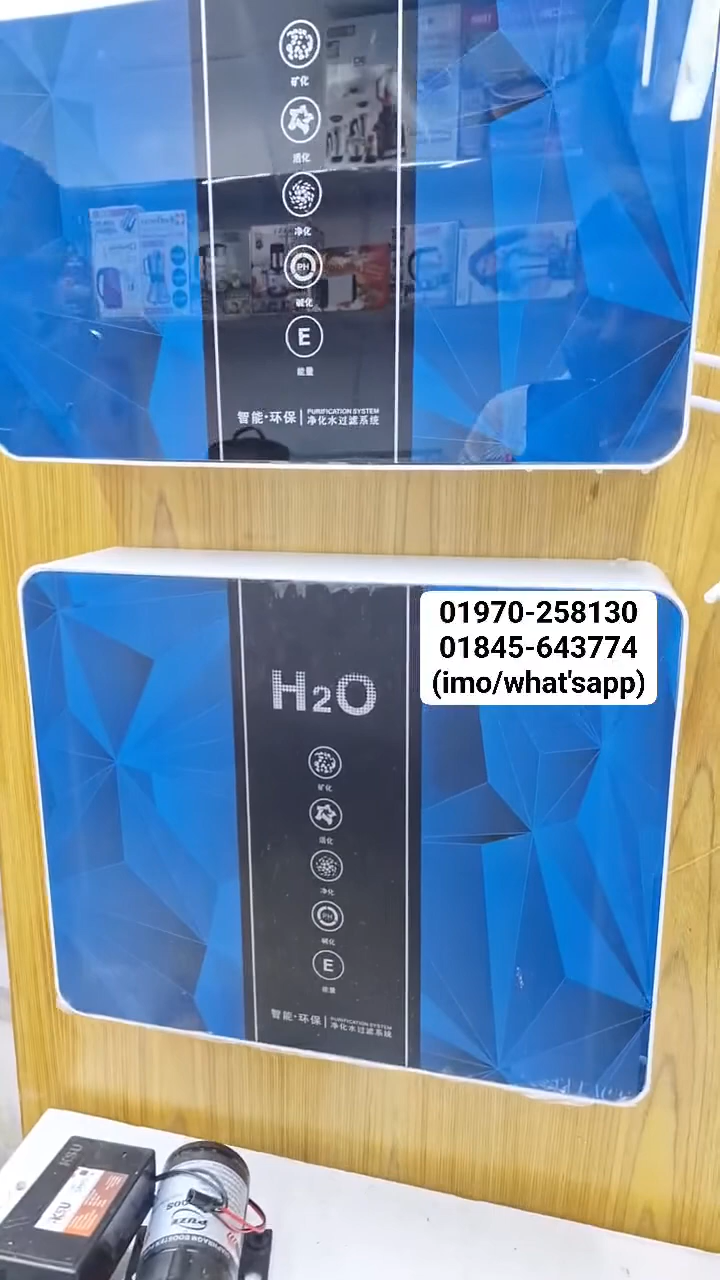 矿化
活化
净化
PH
碱化
E
能量
智能·环保
PURIFICATION SYSTEM
净化水过滤系统
01970-258130
01845-643774
(imo/what'sapp)
H2O
矿化
活化
净化
PH
碱化
E
能量
智能·环保
PURIFICATION SYSTEM
净化水过滤系统
KSU
KSU